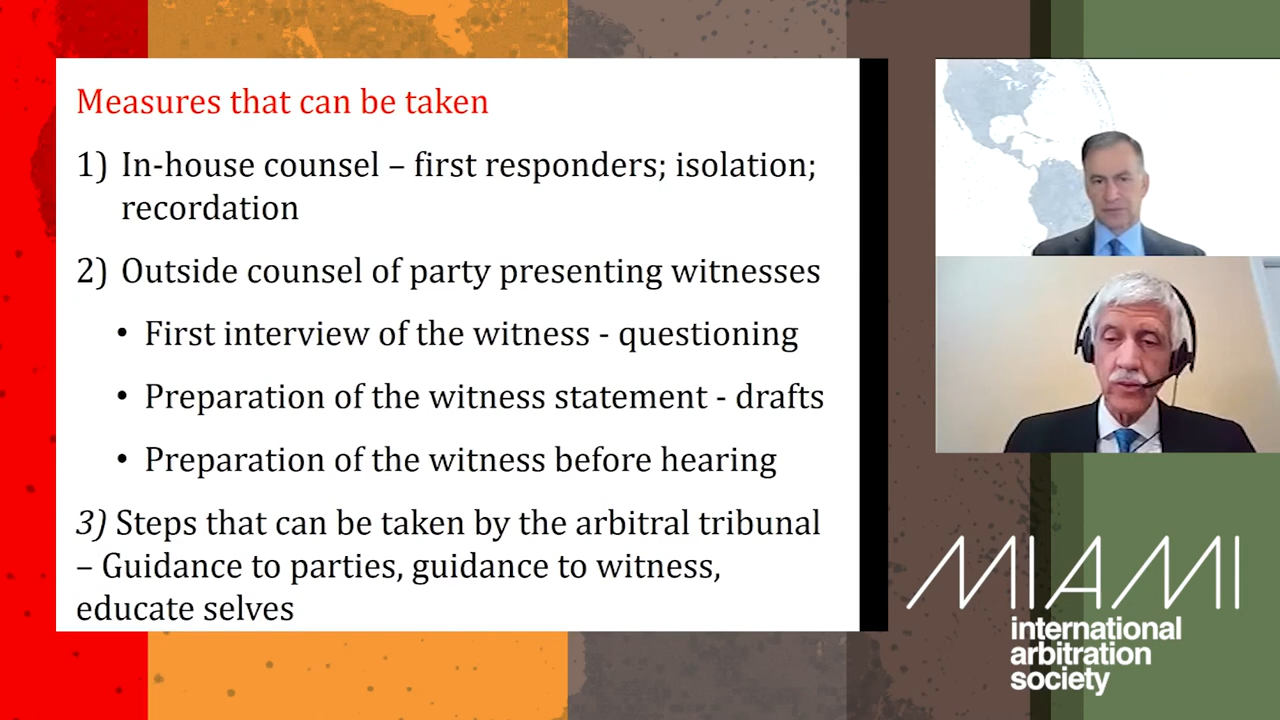 Measures that can be taken
1) In-house counsel – first responders; isolation;
recordation
2) Outside counsel of party presenting witnesses
• First interview of the witness - questioning
• Preparation of the witness statement - drafts
• Preparation of the witness before hearing
3) Steps that can be taken by the arbitral tribunal
– Guidance to parties, guidance to witness,
educate selves
MIAMI
international
arbitration
society